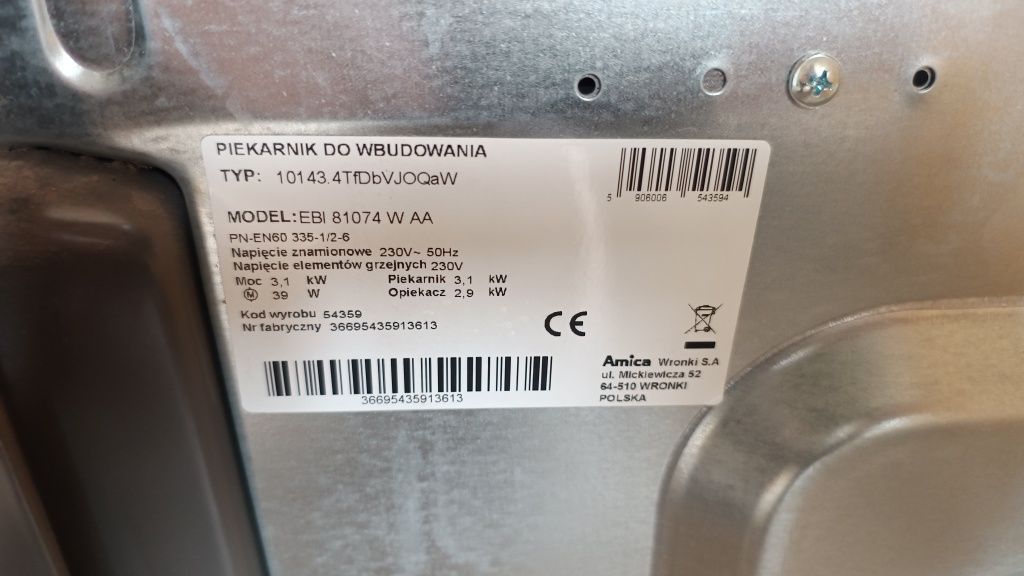 PIEKARNIK DO WBUDOWANIA
TYP: 10143.4TfDbVJOQaW
5 906006 543594
MODEL: EBI 81074 W AA
PN-EN60 335-1/2-6
Napięcie znamionowe 230V~ 50Hz
Napięcie elementów grzejnych 230V
Moc 3,1 kW Piekarnik 3,1 kW
M 39 W Opiekacz 2,9 kW
Kod wyrobu 54359
Nr fabryczny 36695435913613
CE
36695435913613
Amica Wronki S.A
ul. Mickiewicza 52
64-510 WRONKI
POLSKA